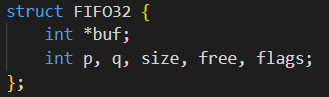 struct FIFO32 {
    int *buf;
    int p, q, size, free, flags;
};